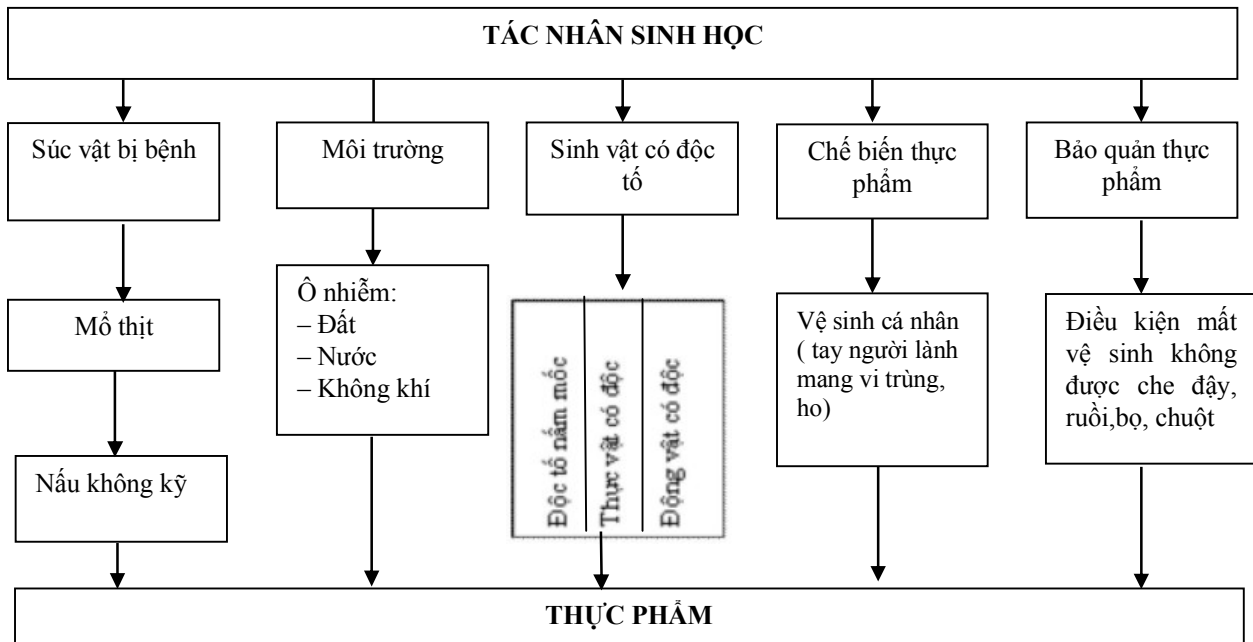 TÁC NHÂN SINH HỌC
Súc vật bị bệnh
Môi trường
Sinh vật có độc
tố
Chế biến thực
phẩm
Bảo quản thực
phẩm
Mổ thịt
Nấu không kỹ
Ô nhiễm:
– Đất
– Nước
– Không khí
Độc tố nấm mốc
Thực vật có độc
Động vật có độc
Vệ sinh cá nhân
( tay người lành
mang vi trùng,
ho)
Điều kiện mất
vệ sinh không
được che đậy,
ruồi,bọ, chuột
THỰC PHẨM